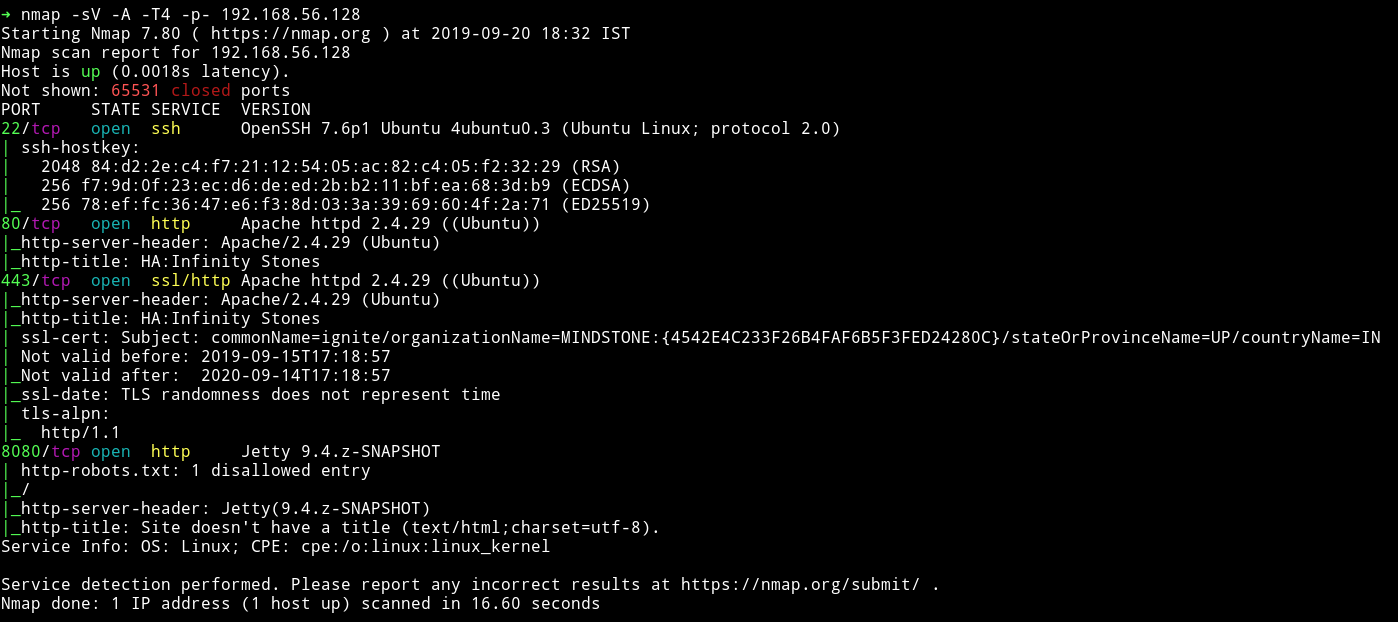 → nmap -sV -A -T4 -p- 192.168.56.128
Starting Nmap 7.80 ( https://nmap.org ) at 2019-09-20 18:32 IST
Nmap scan report for 192.168.56.128
Host is up (0.0018s latency).
Not shown: 65531 closed ports
PORT     STATE SERVICE  VERSION
22/tcp   open  ssh      OpenSSH 7.6p1 Ubuntu 4ubuntu0.3 (Ubuntu Linux; protocol 2.0)
| ssh-hostkey:
|   2048 84:d2:2e:c4:f7:21:12:54:05:ac:82:c4:05:f2:32:29 (RSA)
|   256 f7:9d:0f:23:ec:d6:de:ed:2b:b2:11:bf:ea:68:3d:b9 (ECDSA)
|_  256 78:ef:fc:36:47:e6:f3:8d:03:3a:39:69:60:4f:2a:71 (ED25519)
80/tcp   open  http     Apache httpd 2.4.29 ((Ubuntu))
|_http-server-header: Apache/2.4.29 (Ubuntu)
|_http-title: HA:Infinity Stones
443/tcp  open  ssl/http Apache httpd 2.4.29 ((Ubuntu))
|_http-server-header: Apache/2.4.29 (Ubuntu)
|_http-title: HA:Infinity Stones
| ssl-cert: Subject: commonName=ignite/organizationName=MINDSTONE:{4542E4C233F26B4FAF6B5F3FED24280C}/stateOrProvinceName=UP/countryName=IN
| Not valid before: 2019-09-15T17:18:57
|_Not valid after:  2020-09-14T17:18:57
|_ssl-date: TLS randomness does not represent time
| tls-alpn:
|_  http/1.1
8080/tcp open  http     Jetty 9.4.z-SNAPSHOT
| http-robots.txt: 1 disallowed entry
|_/
|_http-server-header: Jetty(9.4.z-SNAPSHOT)
|_http-title: Site doesn't have a title (text/html;charset=utf-8).
Service Info: OS: Linux; CPE: cpe:/o:linux:linux_kernel

Service detection performed. Please report any incorrect results at https://nmap.org/submit/ .
Nmap done: 1 IP address (1 host up) scanned in 16.60 seconds